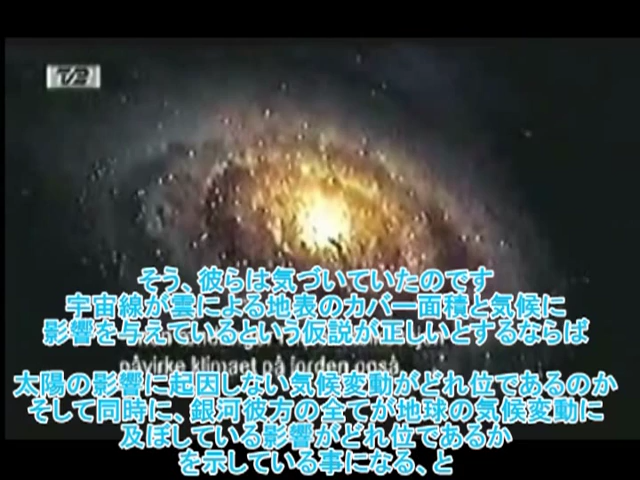 TV2
そう、彼らは気づいていたのです
宇宙線が雲による地表のカバー面積と気候に
影響を与えているという仮説が正しいとするならば
påvirke klimaet på jorden også
太陽の影響に起因しない気候変動がどれ位であるのか
そして同時に、銀河彼方の全てが地球の気候変動に
及ぼしている影響がどれ位であるか
を示している事になる、と